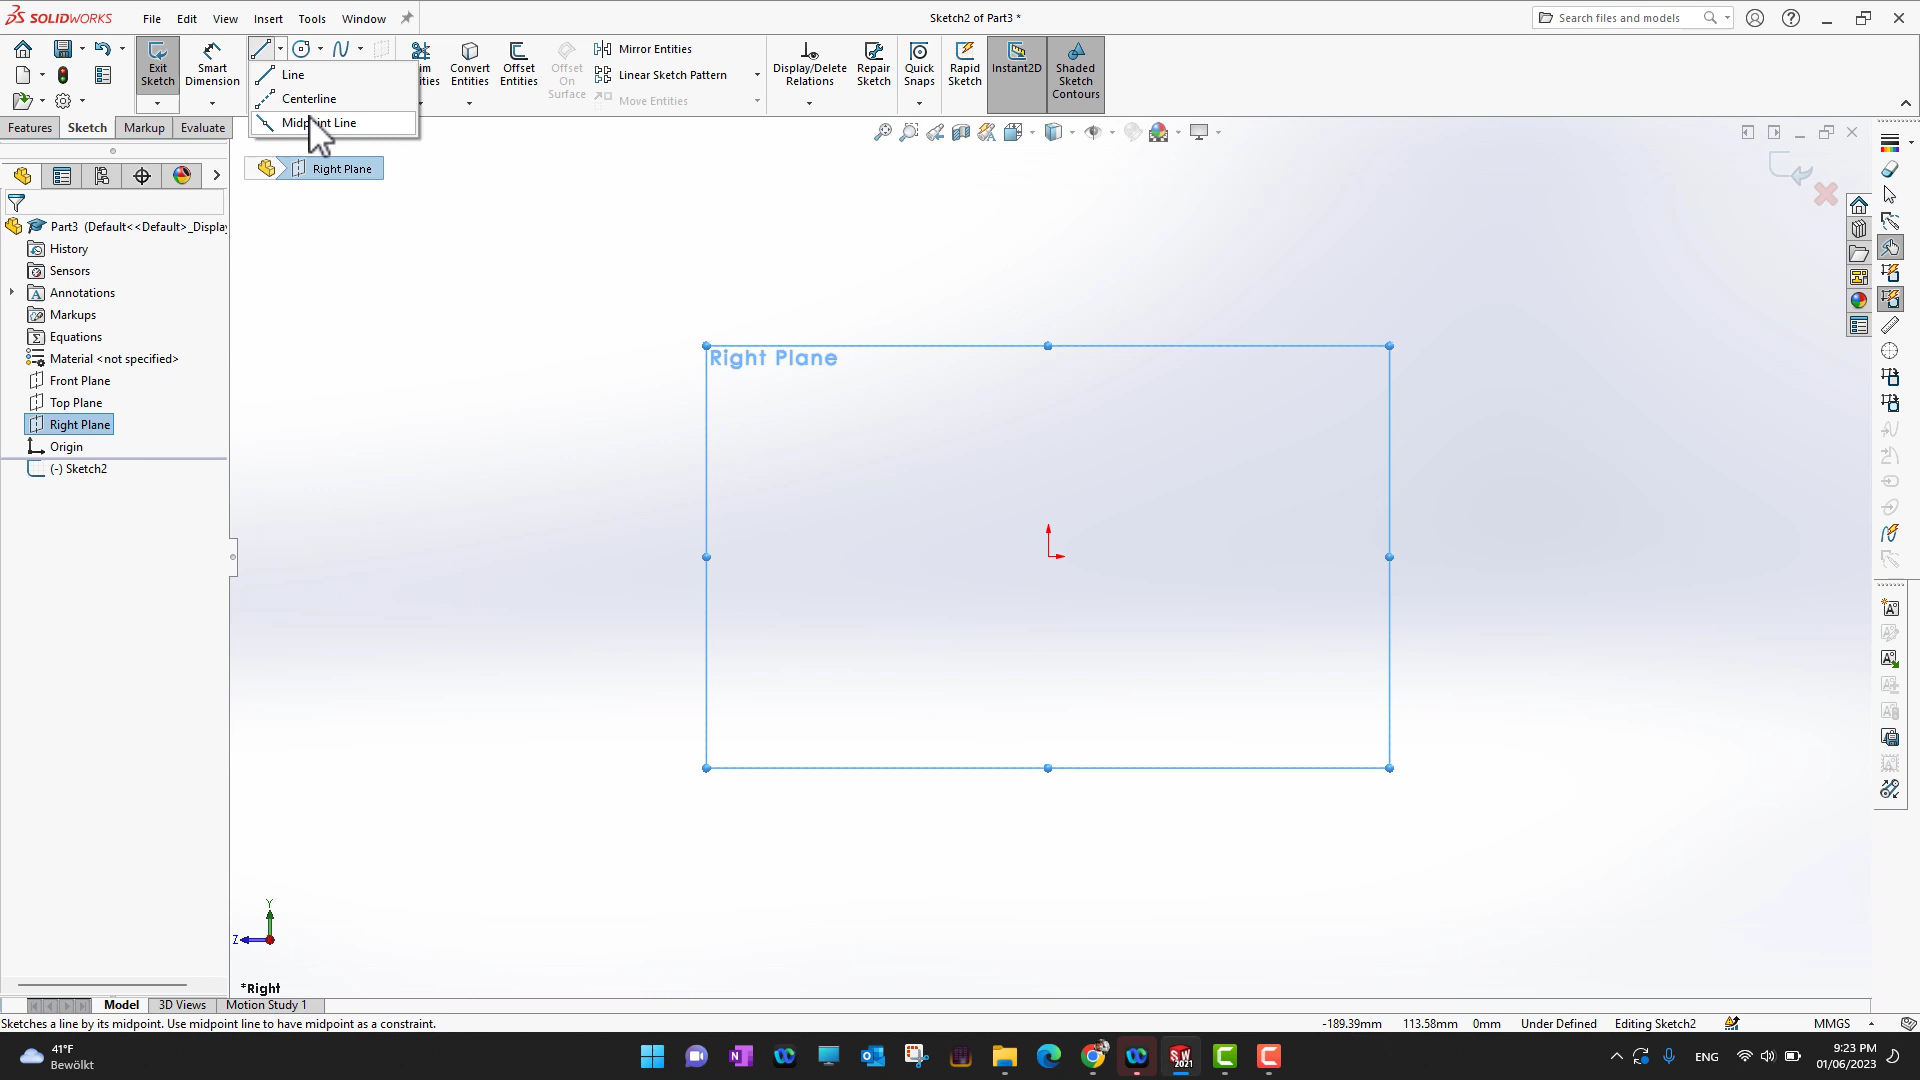 SOLIDWORKS
File Edit View Insert Tools Window
Sketch2 of Part3 *
Search files and models
Exit Sketch
Smart Dimension
Line
Centerline
Midpoint Line
Convert Entities
Offset Entities
Offset On Surface
Mirror Entities
Linear Sketch Pattern
Move Entities
Display/Delete Relations
Repair Sketch
Quick Snaps
Rapid Sketch
Instant2D
Shaded Sketch Contours
Features Sketch Markup Evaluate
Right Plane
Part3 (Default<<Default>_Display
History
Sensors
Annotations
Markups
Equations
Material <not specified>
Front Plane
Top Plane
Right Plane
Origin
(-) Sketch2
Right Plane
Y
Z
*Right
Model 3D Views Motion Study 1
Sketches a line by its midpoint. Use midpoint line to have midpoint as a constraint.
-189.39mm 113.58mm 0mm Under Defined Editing Sketch2 MMGS
41°F
Bewölkt
SW
2021
ENG
9:23 PM
01/06/2023